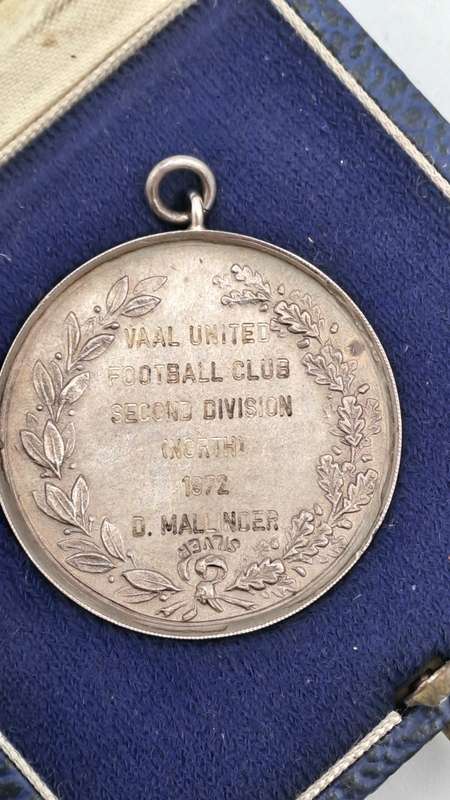 VAAL UNITED
FOOTBALL CLUB
SECOND DIVISION
(NORTH)
1972
D. MALLINDER
SILVER